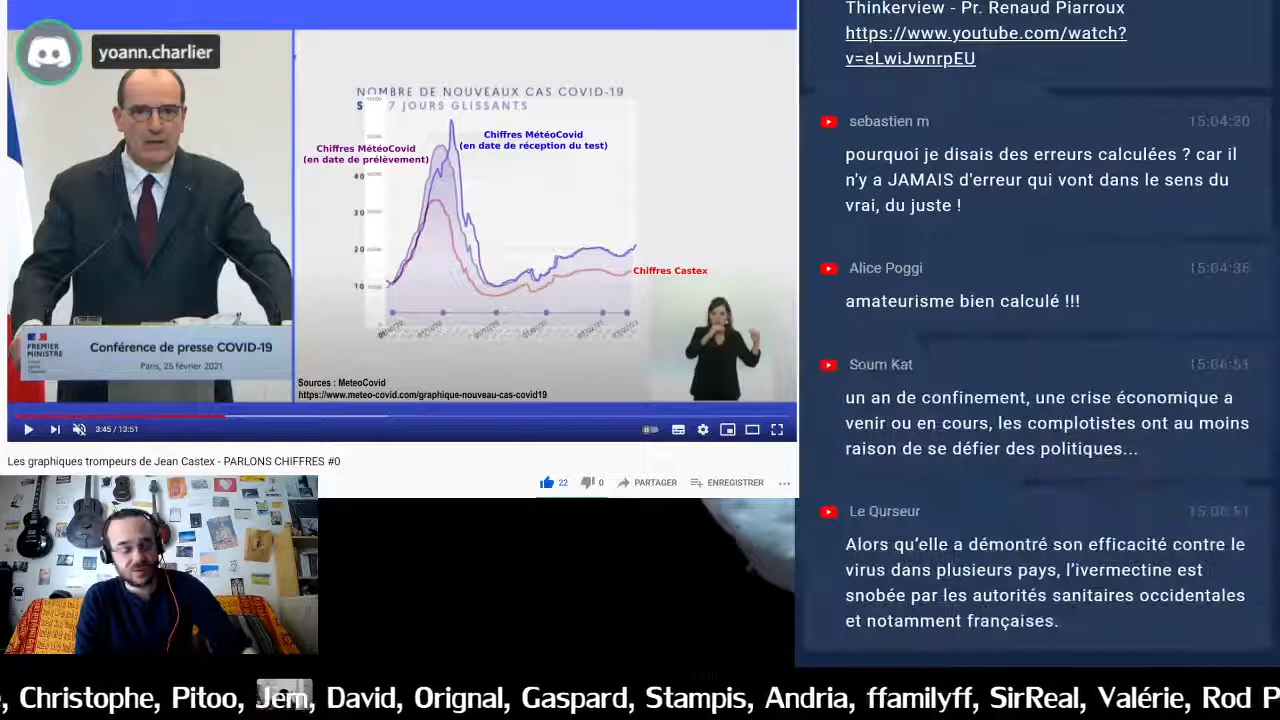 yoann.charlier
NOMBRE DE NOUVEAUX CAS COVID-19
7 JOURS GLISSANTS
Chiffres MétéoCovid
(en date de réception du test)
Chiffres MétéoCovid
(en date de prélèvement)
40
30
20
10
Chiffres Castex
PREMIER
MINISTRE
Conférence de presse COVID-19
Paris, 25 février 2021
Sources : MeteoCovid
https://www.meteo-covid.com/graphique-nouveau-cas-covid19
3:45 / 13:51
Les graphiques trompeurs de Jean Castex - PARLONS CHIFFRES #0
22
0
PARTAGER
ENREGISTRER
Thinkerview - Pr. Renaud Piarroux
https://www.youtube.com/watch?
v=eLwiJwnrpEU
sebastien m
15:04:20
pourquoi je disais des erreurs calculées ? car il
n'y a JAMAIS d'erreur qui vont dans le sens du
vrai, du juste !
Alice Poggi
15:04:36
amateurisme bien calculé !!!
Soum Kat
un an de confinement, une crise économique a
venir ou en cours, les complotistes ont au moins
raison de se défier des politiques...
Le Qurseur
Alors qu’elle a démontré son efficacité contre le
virus dans plusieurs pays, l’ivermectine est
snobée par les autorités sanitaires occidentales
et notamment françaises.
, Christophe, Pitoo, Jem, David, Orignal, Gaspard, Stampis, Andria, ffamilyff, SirReal, Valérie, Rod P